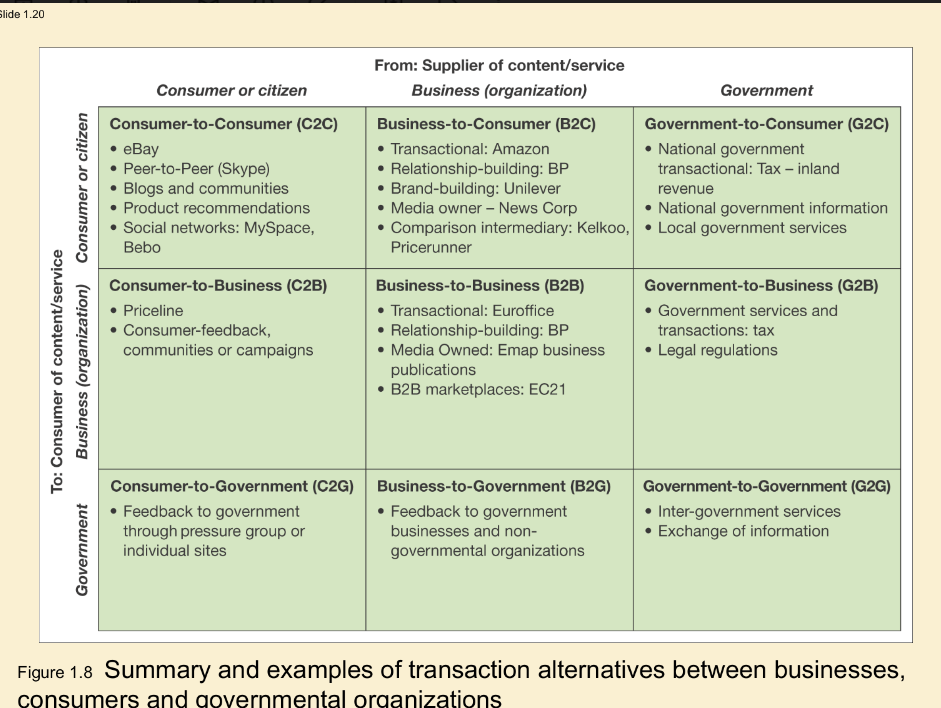 Slide 1.20
From: Supplier of content/service
Consumer or citizen
Business (organization)
Government
To: Consumer of content/service
Consumer or citizen
Consumer-to-Consumer (C2C)
• eBay
• Peer-to-Peer (Skype)
• Blogs and communities
• Product recommendations
• Social networks: MySpace,
Bebo
Business-to-Consumer (B2C)
• Transactional: Amazon
• Relationship-building: BP
• Brand-building: Unilever
• Media owner – News Corp
• Comparison intermediary: Kelkoo,
Pricerunner
Government-to-Consumer (G2C)
• National government
transactional: Tax – inland
revenue
• National government information
• Local government services
Business (organization)
Consumer-to-Business (C2B)
• Priceline
• Consumer-feedback,
communities or campaigns
Business-to-Business (B2B)
• Transactional: Euroffice
• Relationship-building: BP
• Media Owned: Emap business
publications
• B2B marketplaces: EC21
Government-to-Business (G2B)
• Government services and
transactions: tax
• Legal regulations
Government
Consumer-to-Government (C2G)
• Feedback to government
through pressure group or
individual sites
Business-to-Government (B2G)
• Feedback to government
businesses and non-
governmental organizations
Government-to-Government (G2G)
• Inter-government services
• Exchange of information
Figure 1.8 Summary and examples of transaction alternatives between businesses,
consumers and governmental organizations